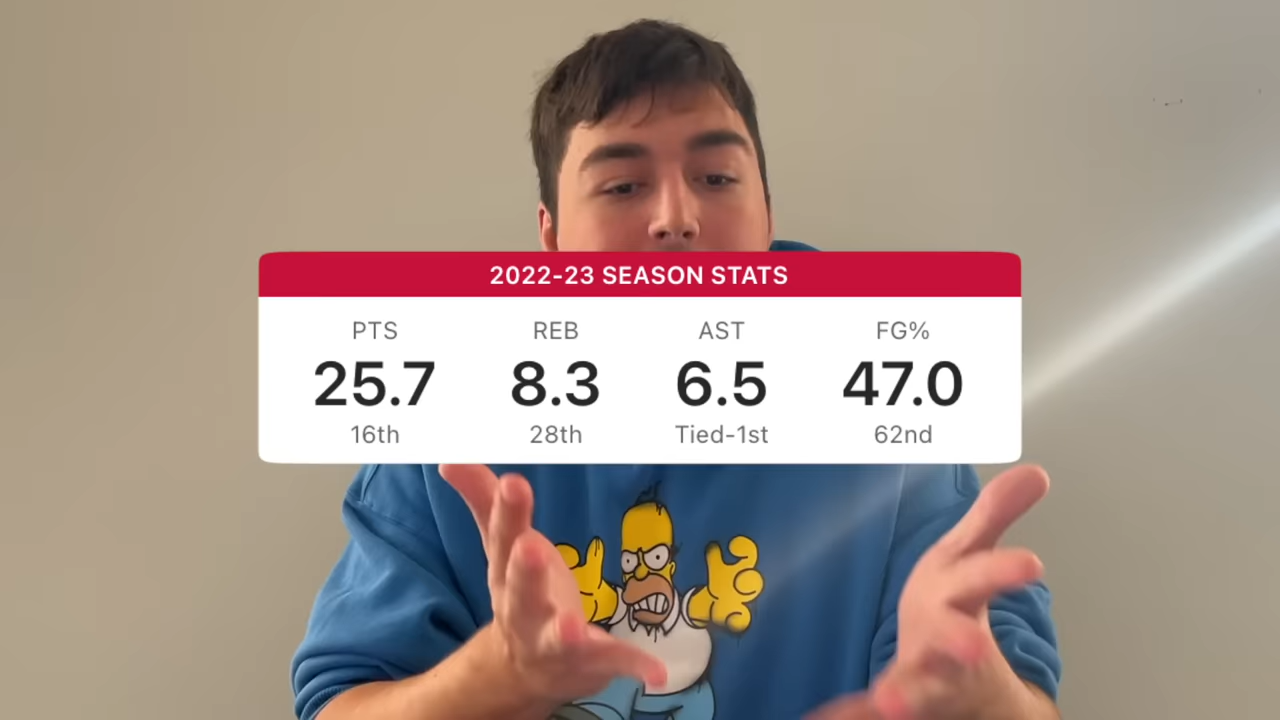 2022-23 SEASON STATS
PTS REB AST FG%
25.7 8.3 6.5 47.0
16th 28th Tied-1st 62nd